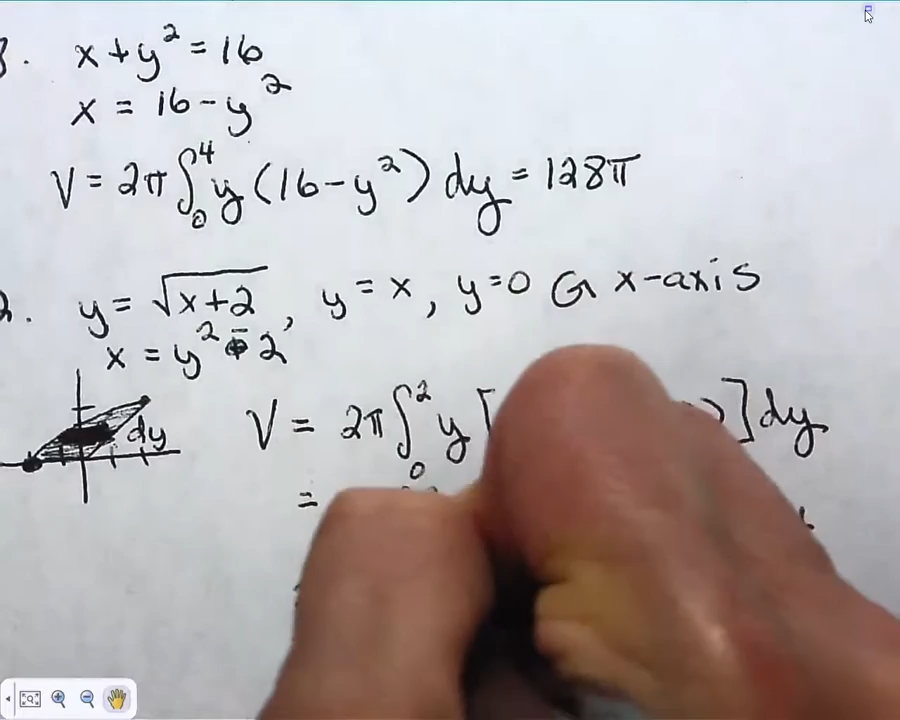 3. x + y² = 16
x = 16 - y²
V = 2π ∫₀⁴ y (16 - y²) dy = 128π
2. y = √(x+2) , y = x , y = 0 G x-axis
x = y² - 2
dy
V = 2π ∫₀² y [ ) ] dy
=